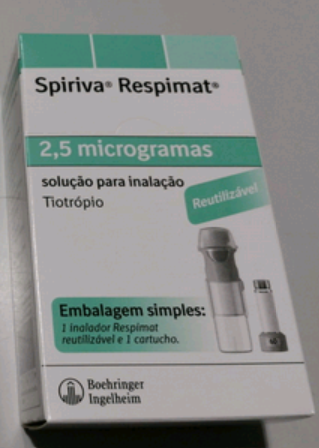 Spiriva® Respimat®
2,5 microgramas
solução para inalação
Tiotrópio
Reutilizável
Embalagem simples:
1 inalador Respimat
reutilizável e 1 cartucho.
Boehringer
Ingelheim